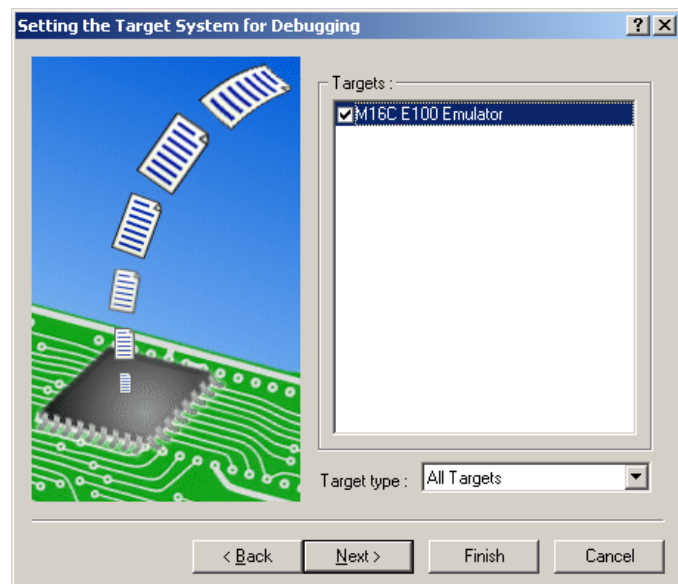 Setting the Target System for Debugging
Targets :
M16C E100 Emulator
Target type : All Targets
< Back Next > Finish Cancel